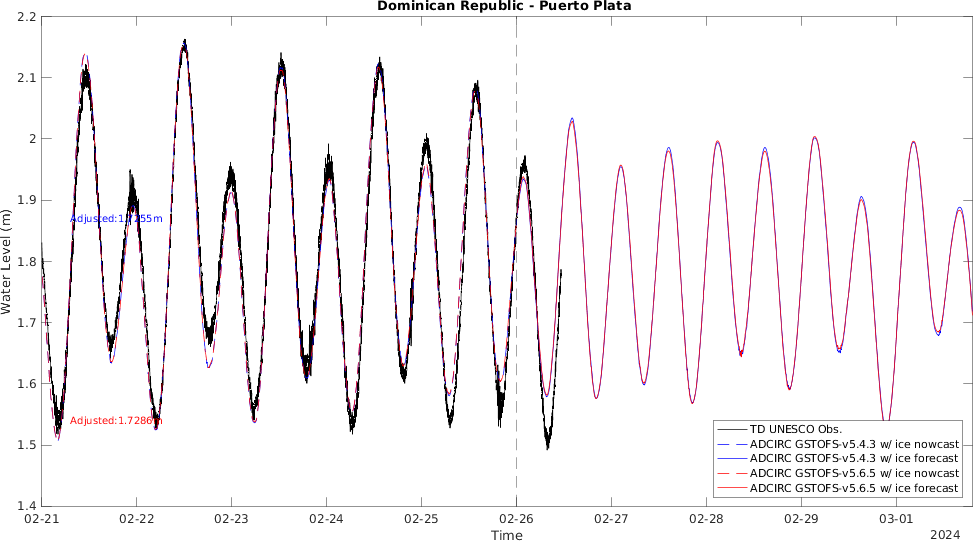 Dominican Republic - Puerto Plata
Water Level (m)
2.2
2.1
2
1.9
1.8
1.7
1.6
1.5
1.4
Adjusted:1.7255m
Adjusted:1.7286m
TD UNESCO Obs.
ADCIRC GSTOFS-v5.4.3 w/ ice nowcast
ADCIRC GSTOFS-v5.4.3 w/ ice forecast
ADCIRC GSTOFS-v5.6.5 w/ ice nowcast
ADCIRC GSTOFS-v5.6.5 w/ ice forecast
02-21 02-22 02-23 02-24 02-25 02-26 02-27 02-28 02-29 03-01
Time
2024